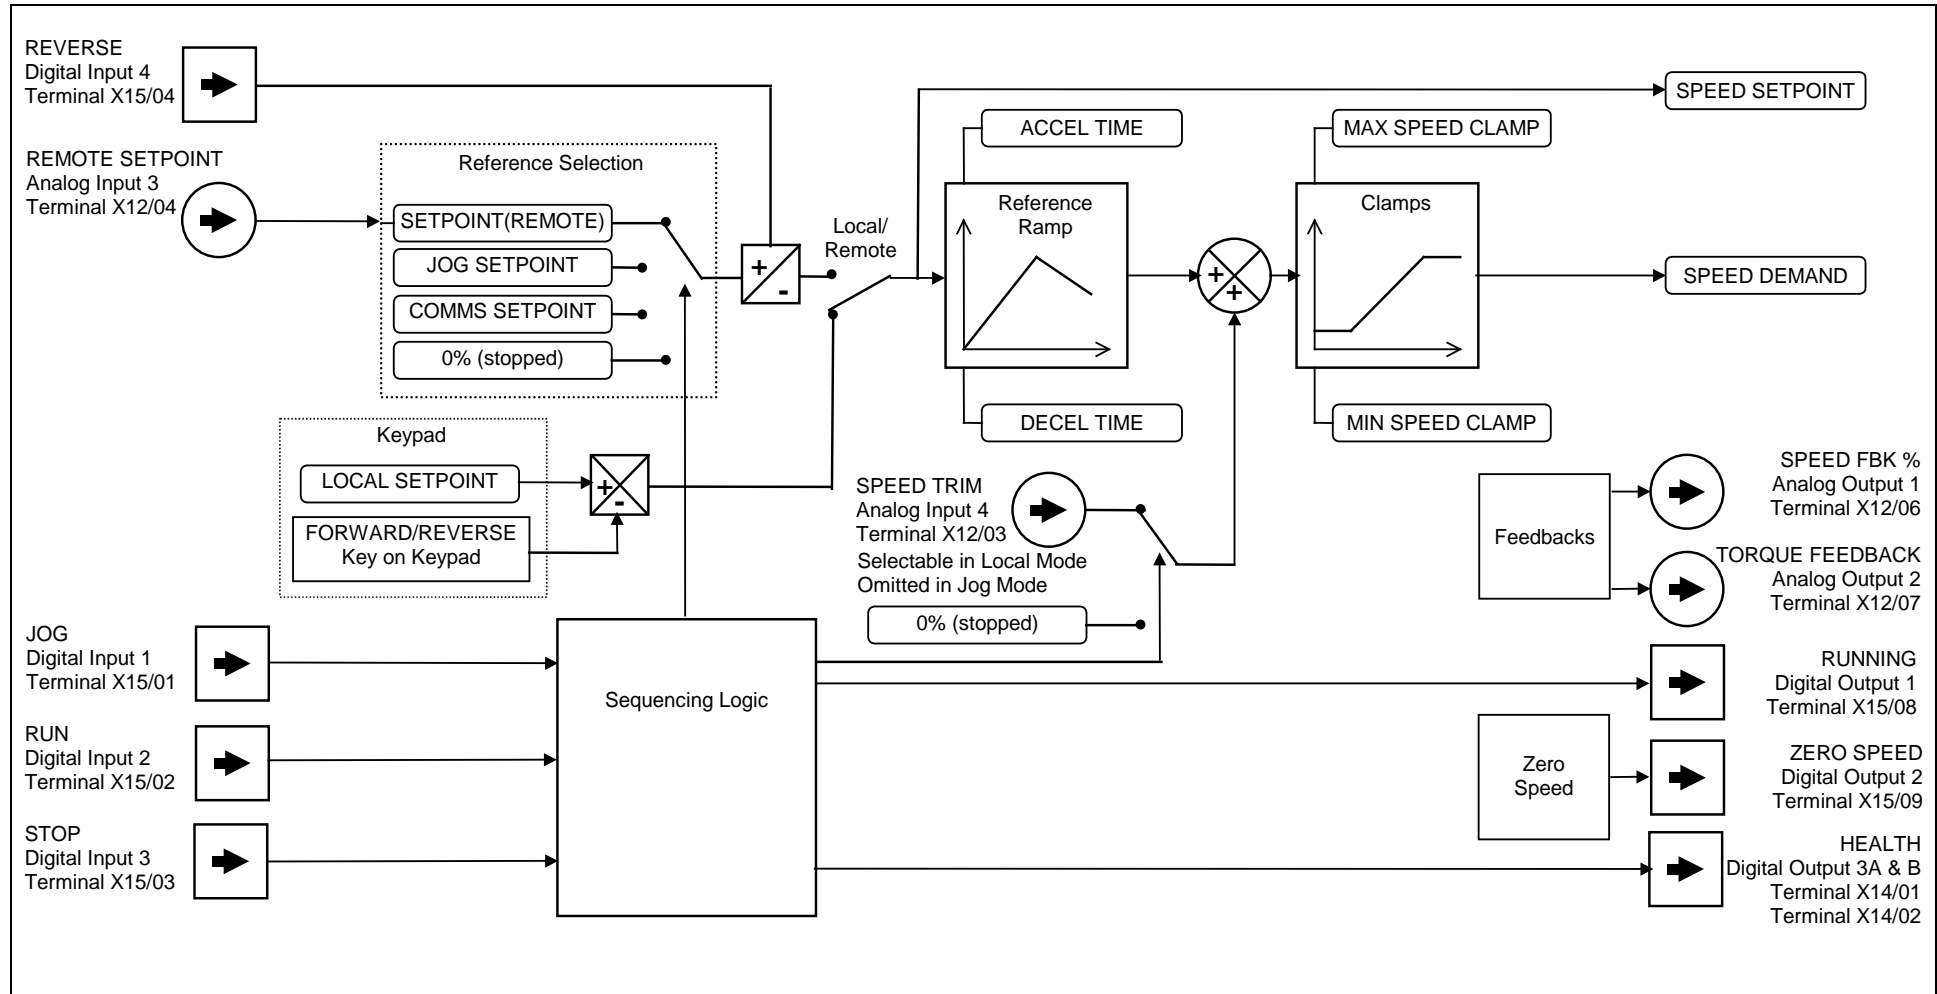 REVERSE
Digital Input 4
Terminal X15/04
REMOTE SETPOINT
Analog Input 3
Terminal X12/04
Reference Selection
SETPOINT(REMOTE)
JOG SETPOINT
COMMS SETPOINT
0% (stopped)
+
-
Local/
Remote
Keypad
LOCAL SETPOINT
FORWARD/REVERSE
Key on Keypad
+
-
ACCEL TIME
Reference
Ramp
DECEL TIME
+
+
MAX SPEED CLAMP
Clamps
MIN SPEED CLAMP
SPEED SETPOINT
SPEED DEMAND
SPEED TRIM
Analog Input 4
Terminal X12/03
Selectable in Local Mode
Omitted in Jog Mode
0% (stopped)
Feedbacks
SPEED FBK %
Analog Output 1
Terminal X12/06
TORQUE FEEDBACK
Analog Output 2
Terminal X12/07
JOG
Digital Input 1
Terminal X15/01
RUN
Digital Input 2
Terminal X15/02
STOP
Digital Input 3
Terminal X15/03
Sequencing Logic
RUNNING
Digital Output 1
Terminal X15/08
Zero
Speed
ZERO SPEED
Digital Output 2
Terminal X15/09
HEALTH
Digital Output 3A & B
Terminal X14/01
Terminal X14/02